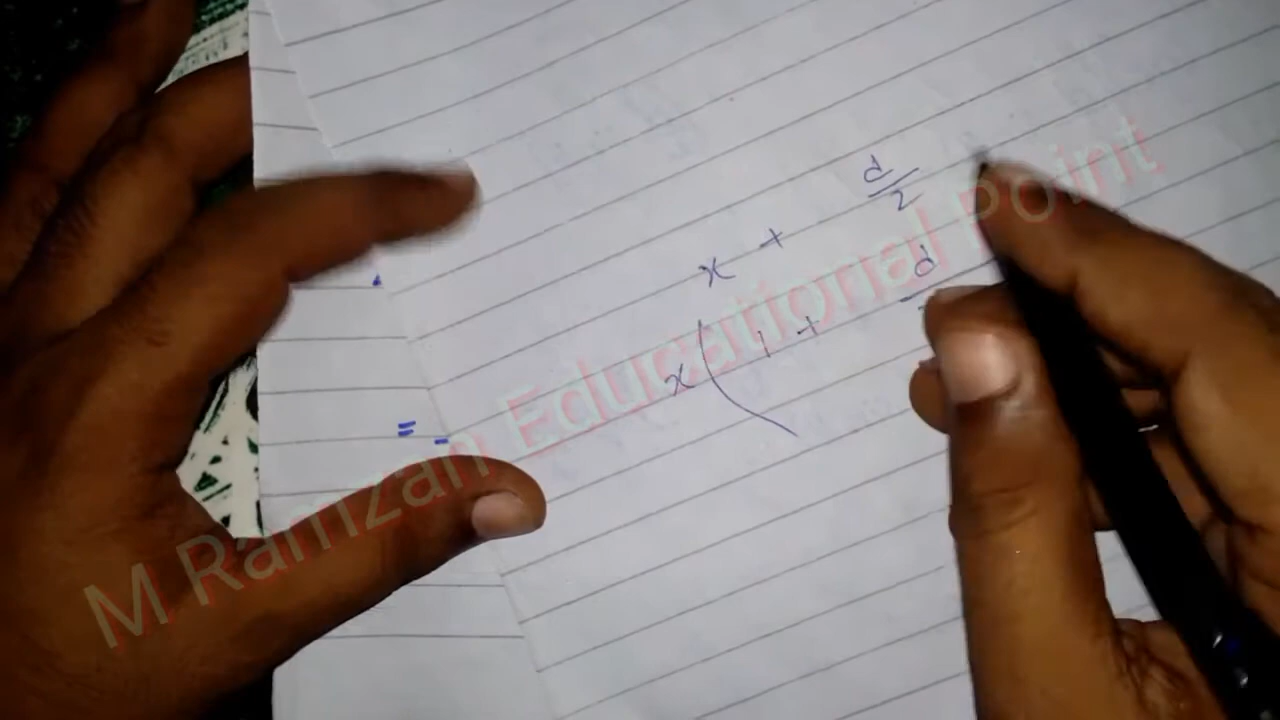 x + d/2
x ( 1 + d
= -
M Ramzan Educational Point